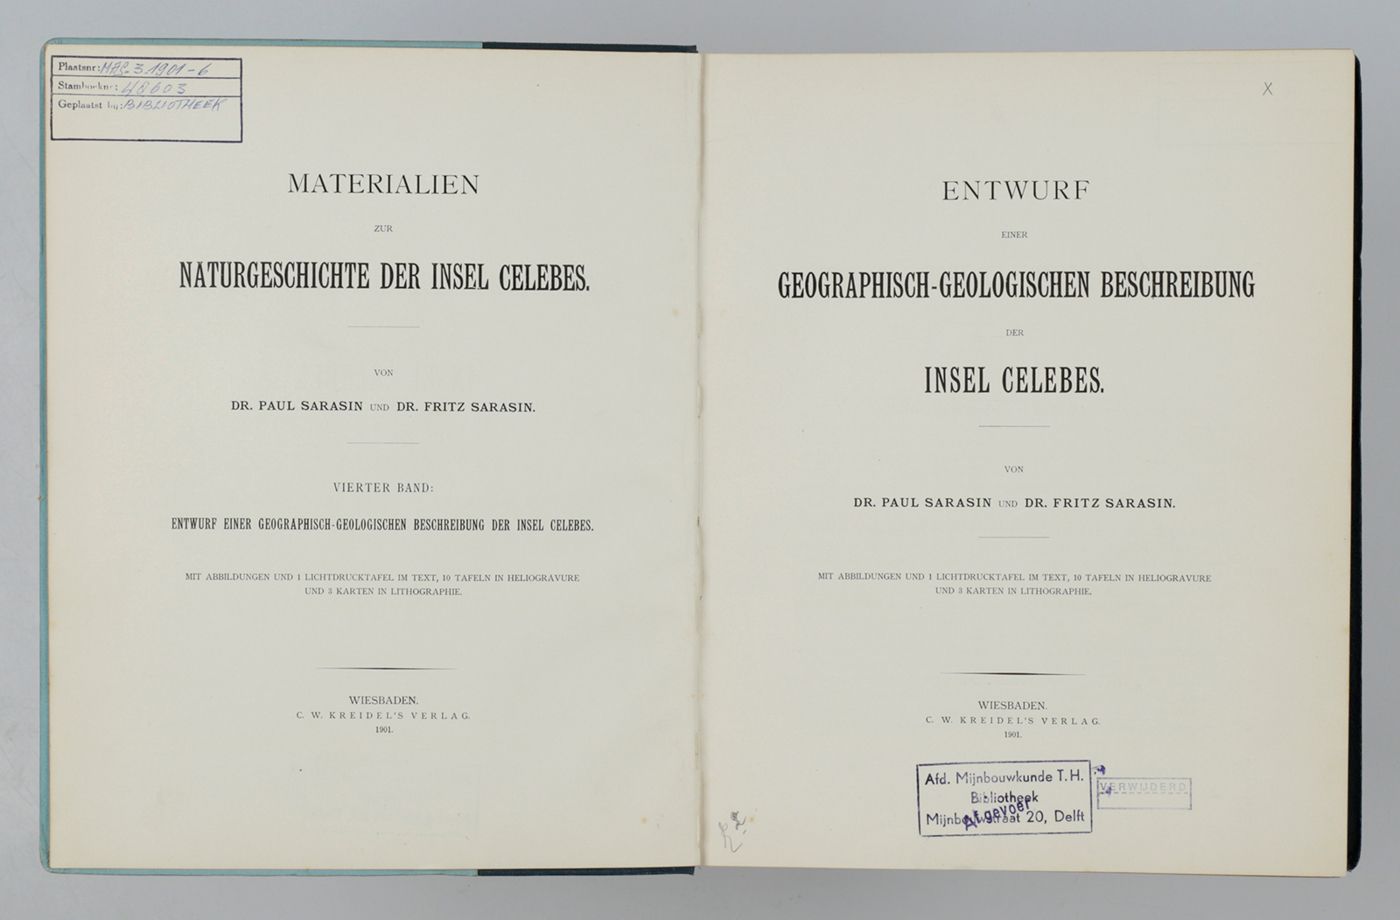 Plaatsnr:
Stamboeknr:
Geplaatst bij: BIBLIOTHEEK
MATERIALIEN
ZUR
NATURGESCHICHTE DER INSEL CELEBES.
VON
DR. PAUL SARASIN UND DR. FRITZ SARASIN.
VIERTER BAND:
ENTWURF EINER GEOGRAPHISCH-GEOLOGISCHEN BESCHREIBUNG DER INSEL CELEBES.
MIT ABBILDUNGEN UND 1 LICHTDRUCKTAFEL IM TEXT, 10 TAFELN IN HELIOGRAVURE
UND 3 KARTEN IN LITHOGRAPHIE.
WIESBADEN.
C. W. KREIDEL'S VERLAG.
1901.
X
ENTWURF
EINER
GEOGRAPHISCH-GEOLOGISCHEN BESCHREIBUNG
DER
INSEL CELEBES.
VON
DR. PAUL SARASIN UND DR. FRITZ SARASIN.
MIT ABBILDUNGEN UND 1 LICHTDRUCKTAFEL IM TEXT, 10 TAFELN IN HELIOGRAVURE
UND 3 KARTEN IN LITHOGRAPHIE.
WIESBADEN.
C. W. KREIDEL'S VERLAG.
1901.
Afd. Mijnbouwkunde T.H.
Bibliotheek
Mijnbouwstraat 20, Delft
Afgevoerd
VERWIJDERD